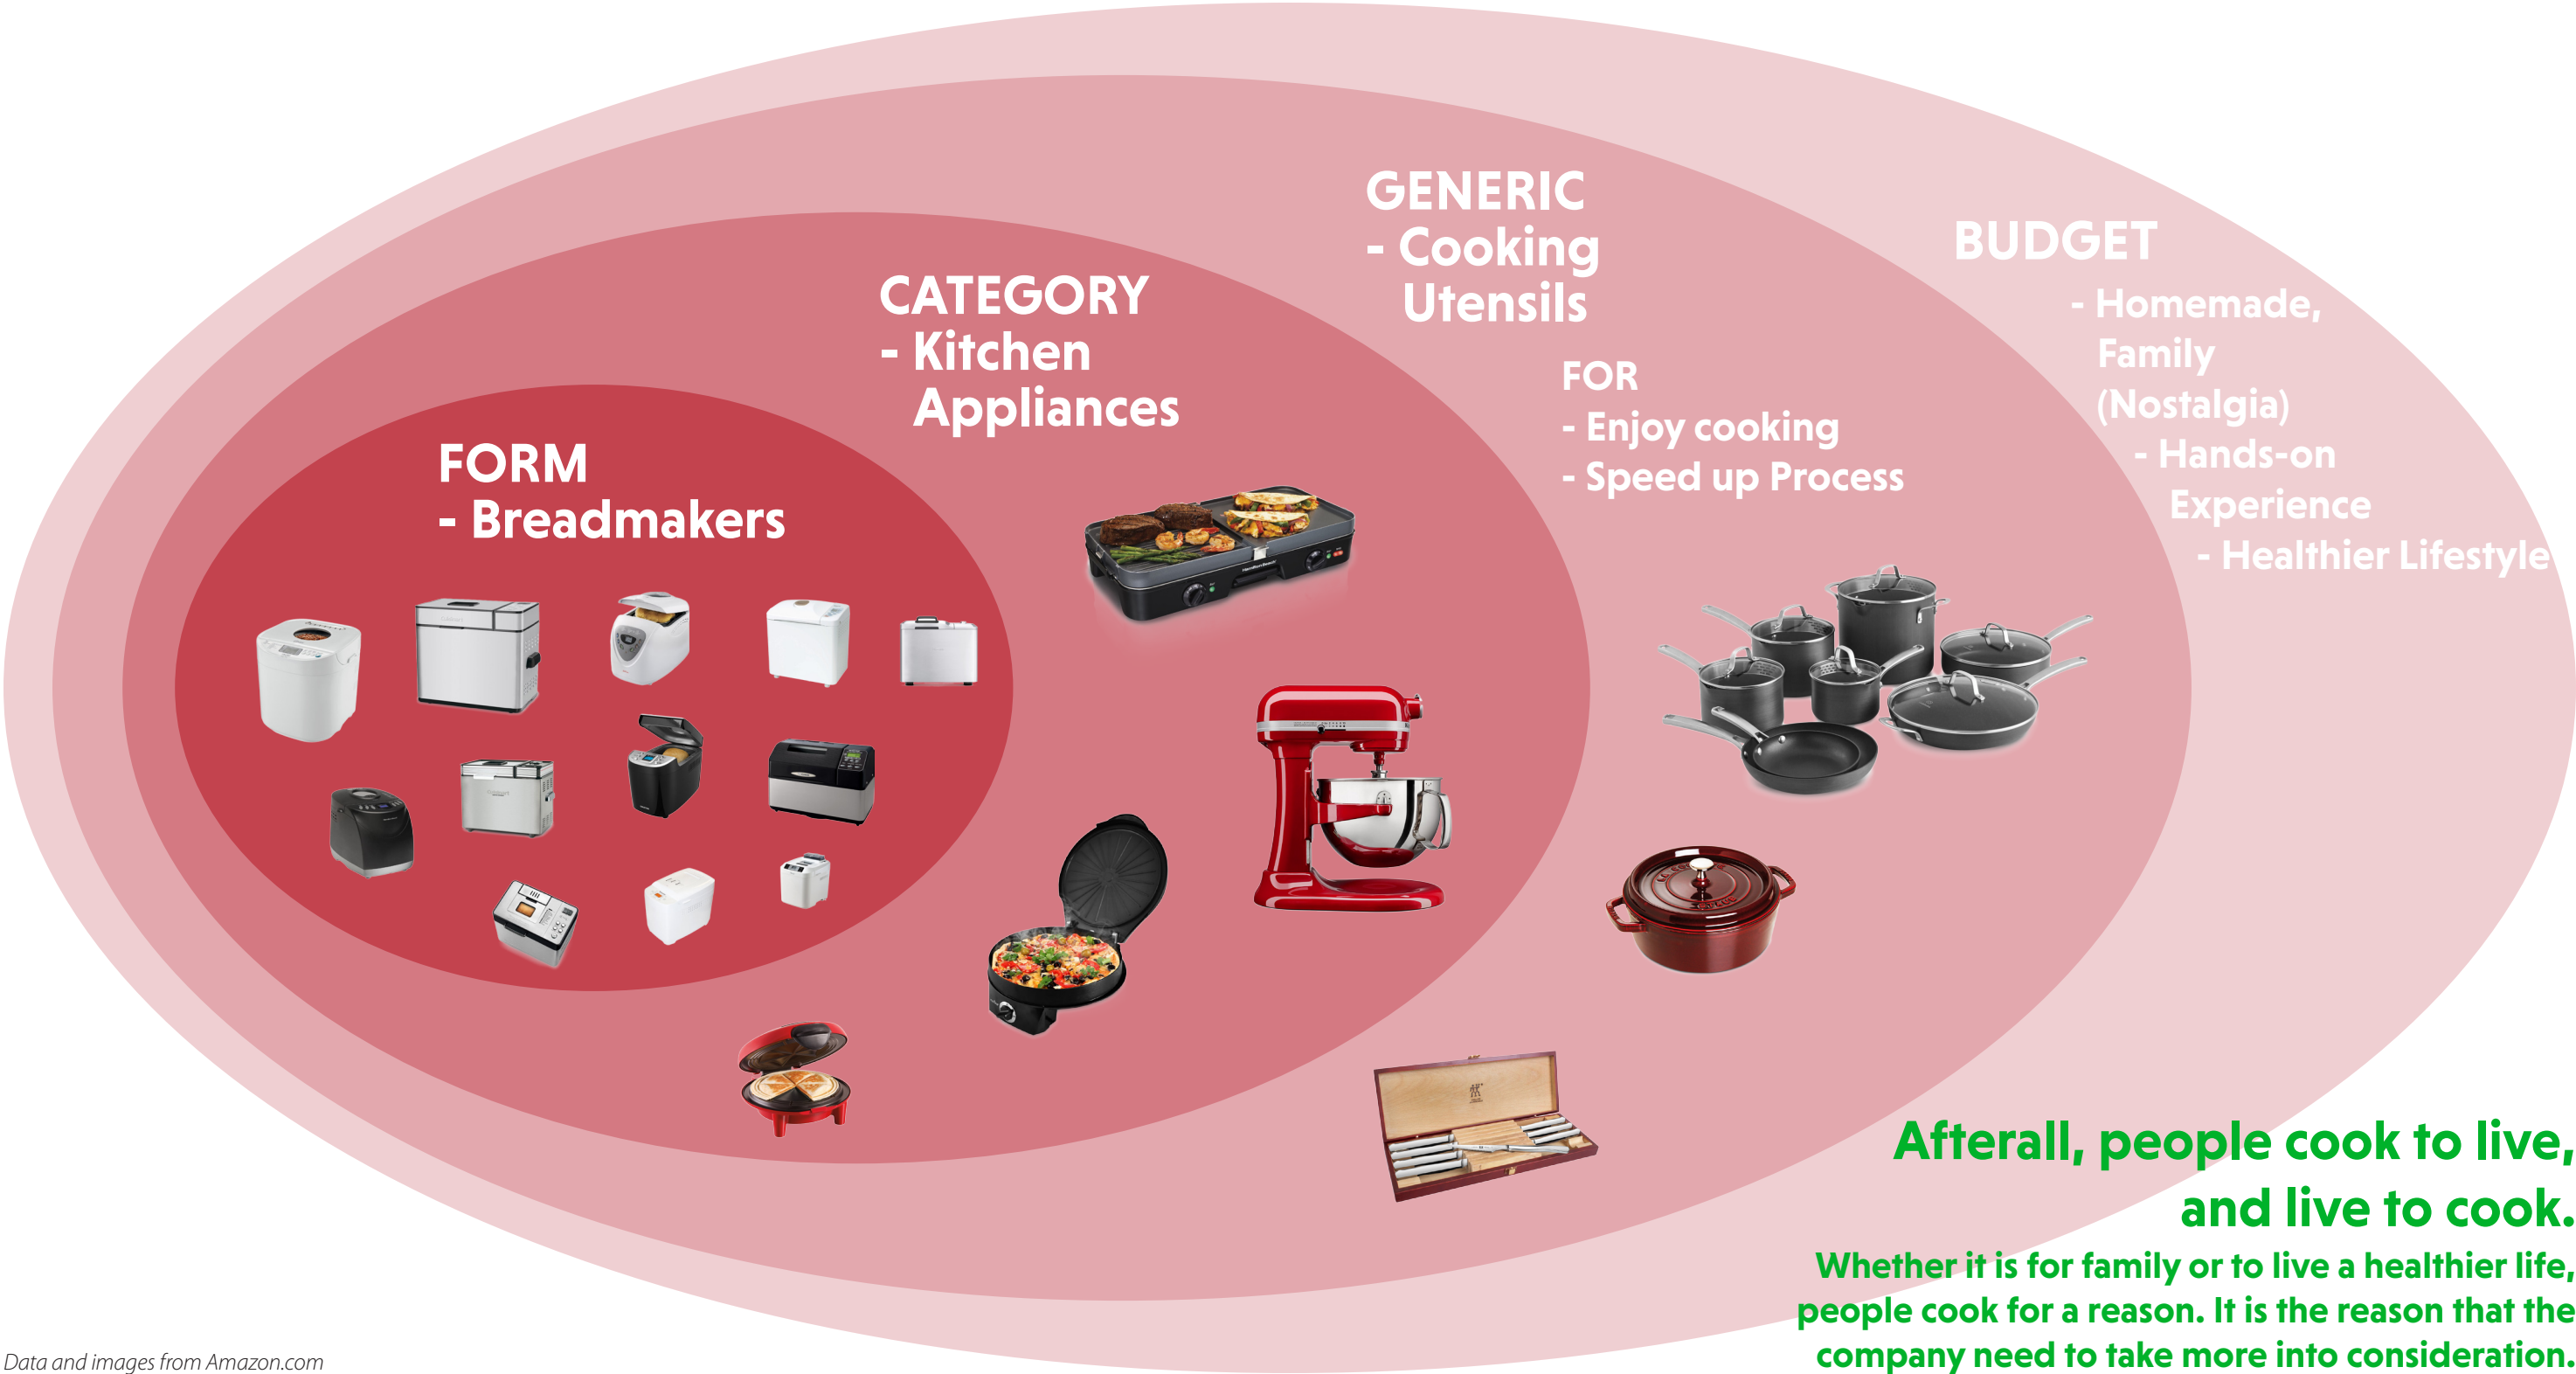 FORM
- Breadmakers
CATEGORY
- Kitchen
Appliances
GENERIC
- Cooking
Utensils
FOR
- Enjoy cooking
- Speed up Process
BUDGET
- Homemade,
Family
(Nostalgia)
- Hands-on
Experience
- Healthier Lifestyle
Afterall, people cook to live,
and live to cook.
Whether it is for family or to live a healthier life,
people cook for a reason. It is the reason that the
company need to take more into consideration.
Data and images from Amazon.com